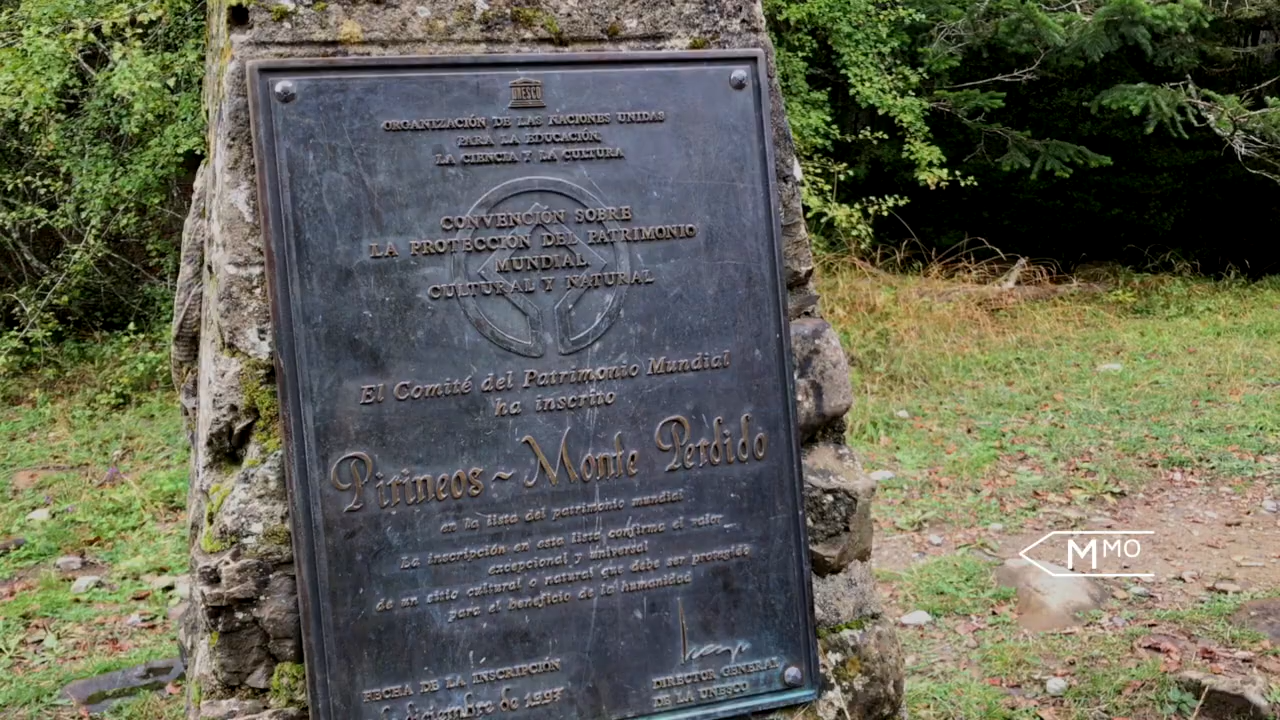 UNESCO
ORGANIZACIÓN DE LAS NACIONES UNIDAS
PARA LA EDUCACIÓN,
LA CIENCIA Y LA CULTURA
CONVENCIÓN SOBRE
LA PROTECCIÓN DEL PATRIMONIO
MUNDIAL
CULTURAL Y NATURAL
El Comité del Patrimonio Mundial
ha inscrito
Pirineos ~ Monte Perdido
en la lista del patrimonio mundial
La inscripción en esta lista confirma el valor
excepcional y universal
de un sitio cultural o natural que debe ser protegido
para el beneficio de la humanidad
FECHA DE LA INSCRIPCIÓN
diciembre de 1997
DIRECTOR GENERAL
DE LA UNESCO
MMO